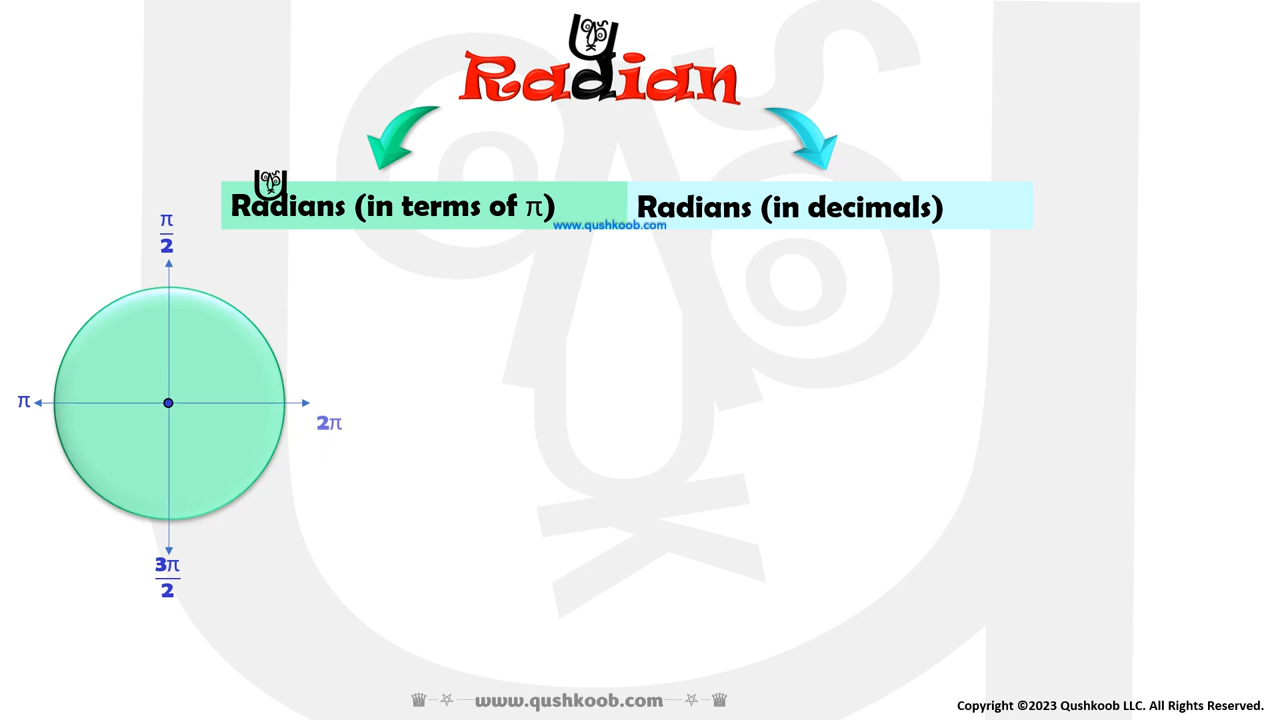 Radian
Radians (in terms of π)
Radians (in decimals)
www.qushkoob.com
π
2
π
2π
3π
2
www.qushkoob.com
Copyright ©2023 Qushkoob LLC. All Rights Reserved.